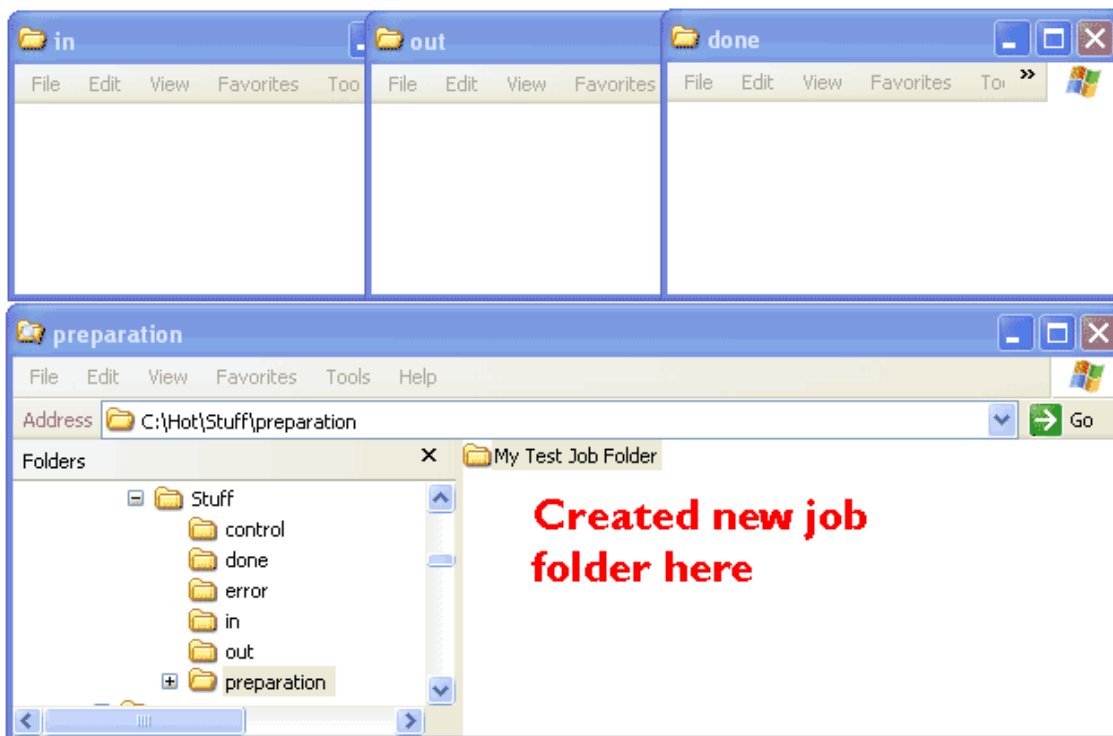 in
out
done
File Edit View Favorites Too
File Edit View Favorites
File Edit View Favorites To »
preparation
File Edit View Favorites Tools Help
Address C:\Hot\Stuff\preparation Go
Folders
My Test Job Folder
Stuff
control
done
error
in
out
preparation
Created new job
folder here